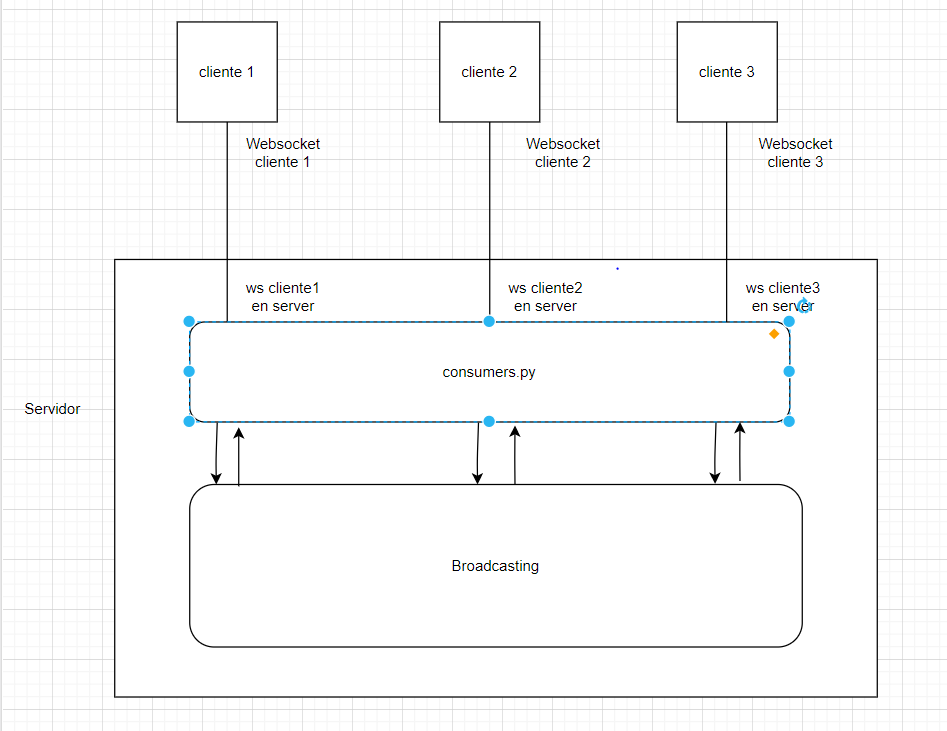 cliente 1
cliente 2
cliente 3
Websocket
cliente 1
Websocket
cliente 2
Websocket
cliente 3
ws cliente1
en server
ws cliente2
en server
ws cliente3
en server
consumers.py
Servidor
Broadcasting